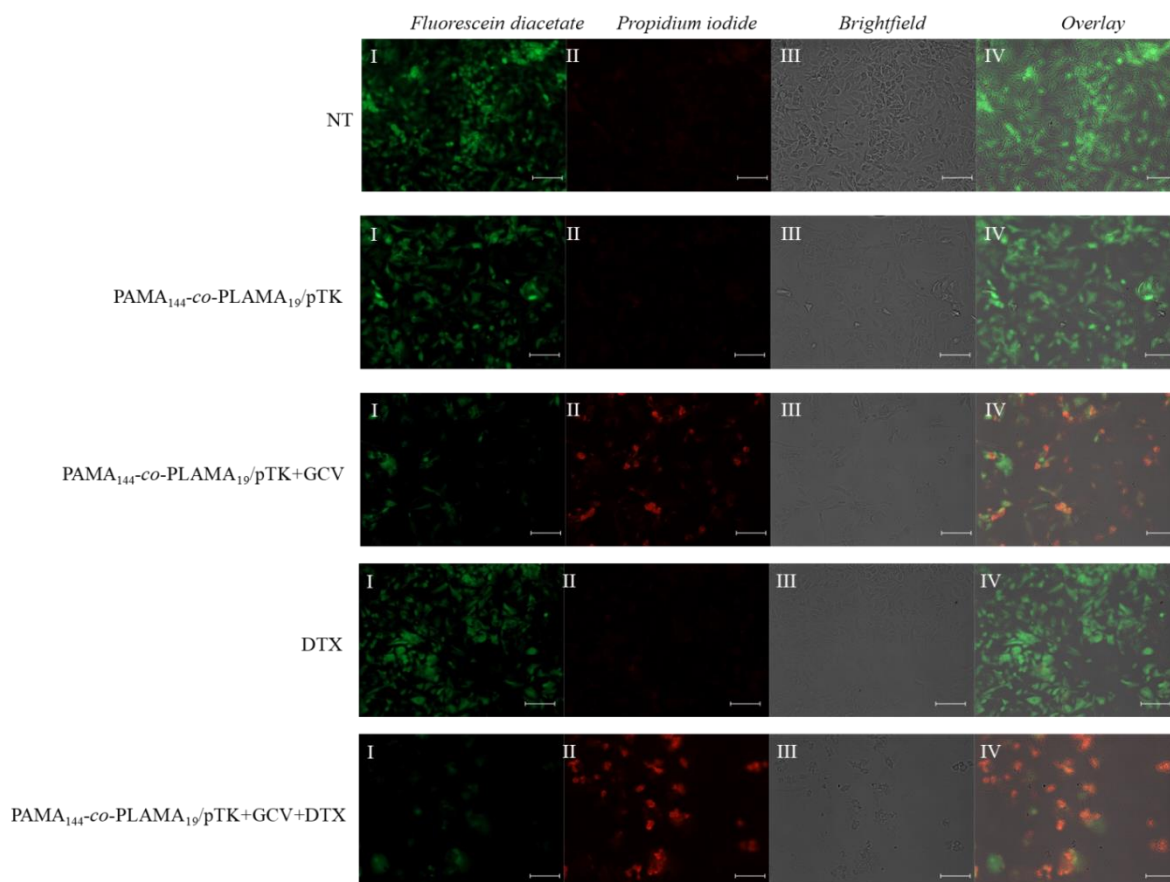 Fluorescein diacetate Propidium iodide Brightfield Overlay
NT I II III IV
PAMA₁₄₄-co-PLAMA₁₉/pTK I II III IV
PAMA₁₄₄-co-PLAMA₁₉/pTK+GCV I II III IV
DTX I II III IV
PAMA₁₄₄-co-PLAMA₁₉/pTK+GCV+DTX I II III IV